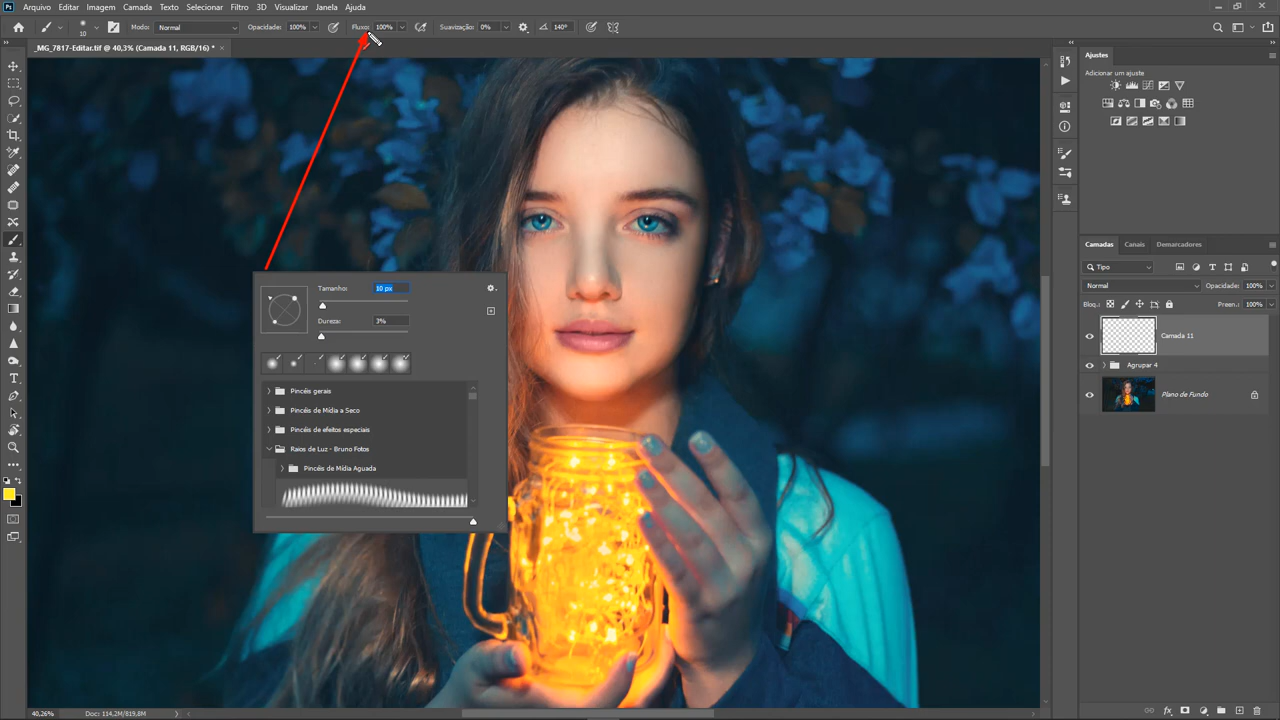 Ps Arquivo Editar Imagem Camada Texto Selecionar Filtro 3D Visualizar Janela Ajuda
10 Modo: Normal Opacidade: 100% Fluxo: 100% Suavização: 0% 140°
_MG_7817-Editar.tif @ 40,3% (Camada 11, RGB/16) * ×
Ajustes
Adicionar um ajuste
Tamanho: 10 px
Dureza: 3%
Pincéis gerais
Pincéis de Mídia a Seco
Pincéis de efeitos especiais
Raios de Luz - Bruno Fotos
Pincéis de Mídia Aguada
Camadas Canais Demarcadores
Tipo
Normal Opacidade: 100%
Bloq.: Preen.: 100%
Camada 11
Agrupar 4
Plano de Fundo
40,26% Doc: 114,2M/819,8M